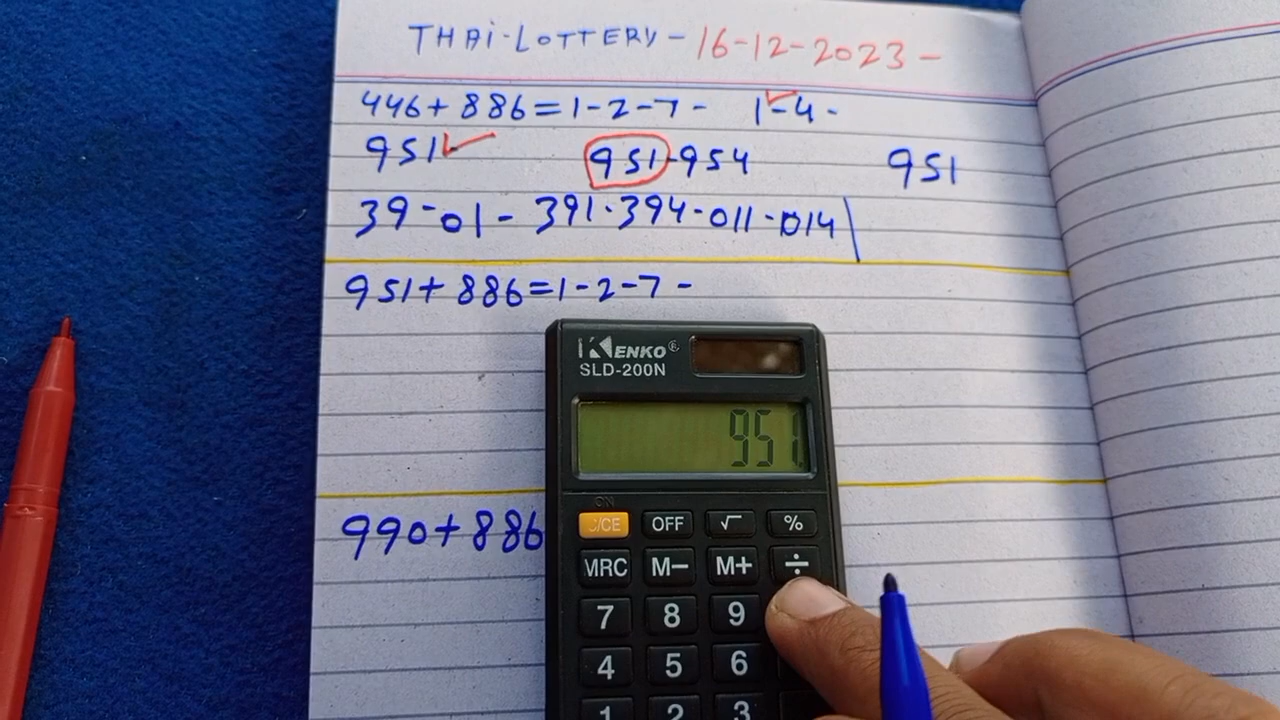 THAI-LOTTERY-16-12-2023-
446+886=1-2-7- 1-4-
951 951-954 951
39-01-391-394-011-014
951+886=1-2-7-
KENKO®
SLD-200N
951.
990+886
ON
C/CE OFF √ %
MRC M− M+ ÷
7 8 9
4 5 6
1 2 3